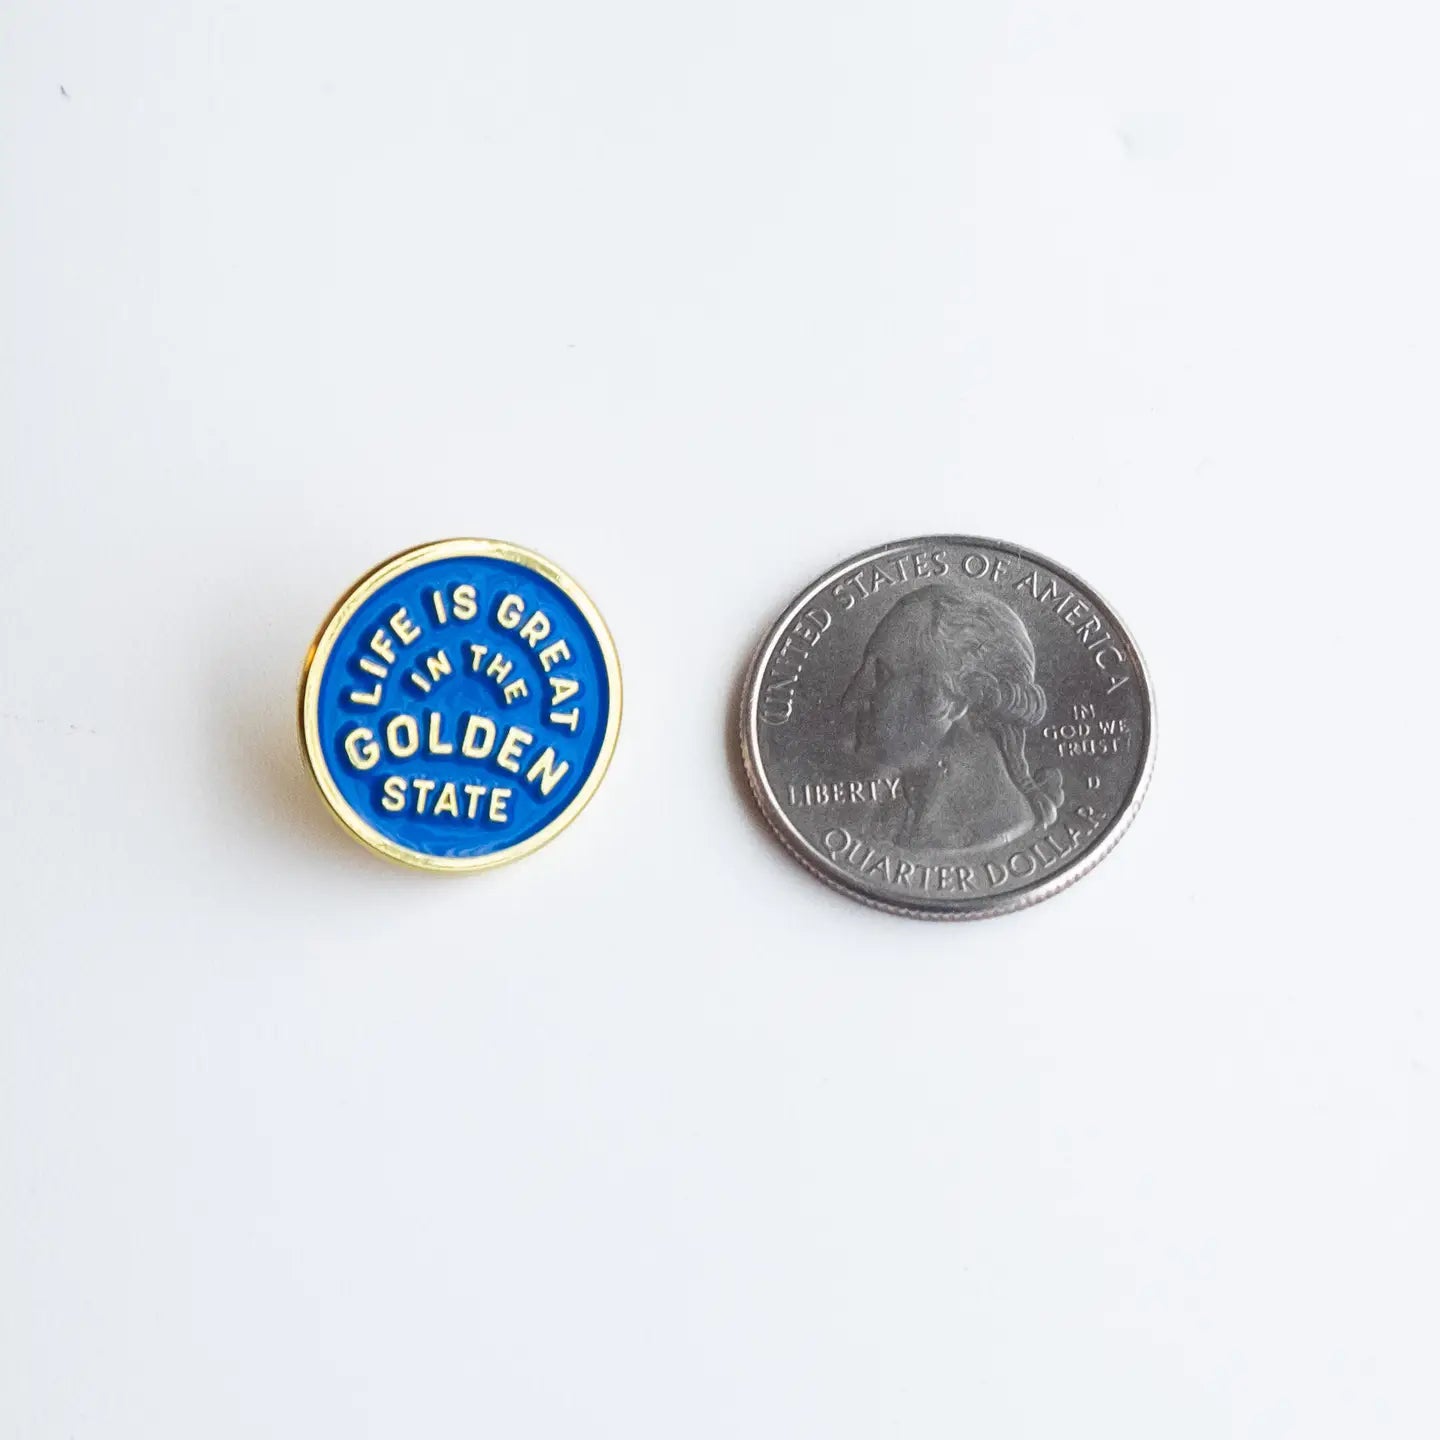 LIFE IS GREAT
IN THE
GOLDEN
STATE
UNITED STATES OF AMERICA
IN
GOD WE
TRUST
D
LIBERTY
QUARTER DOLLAR